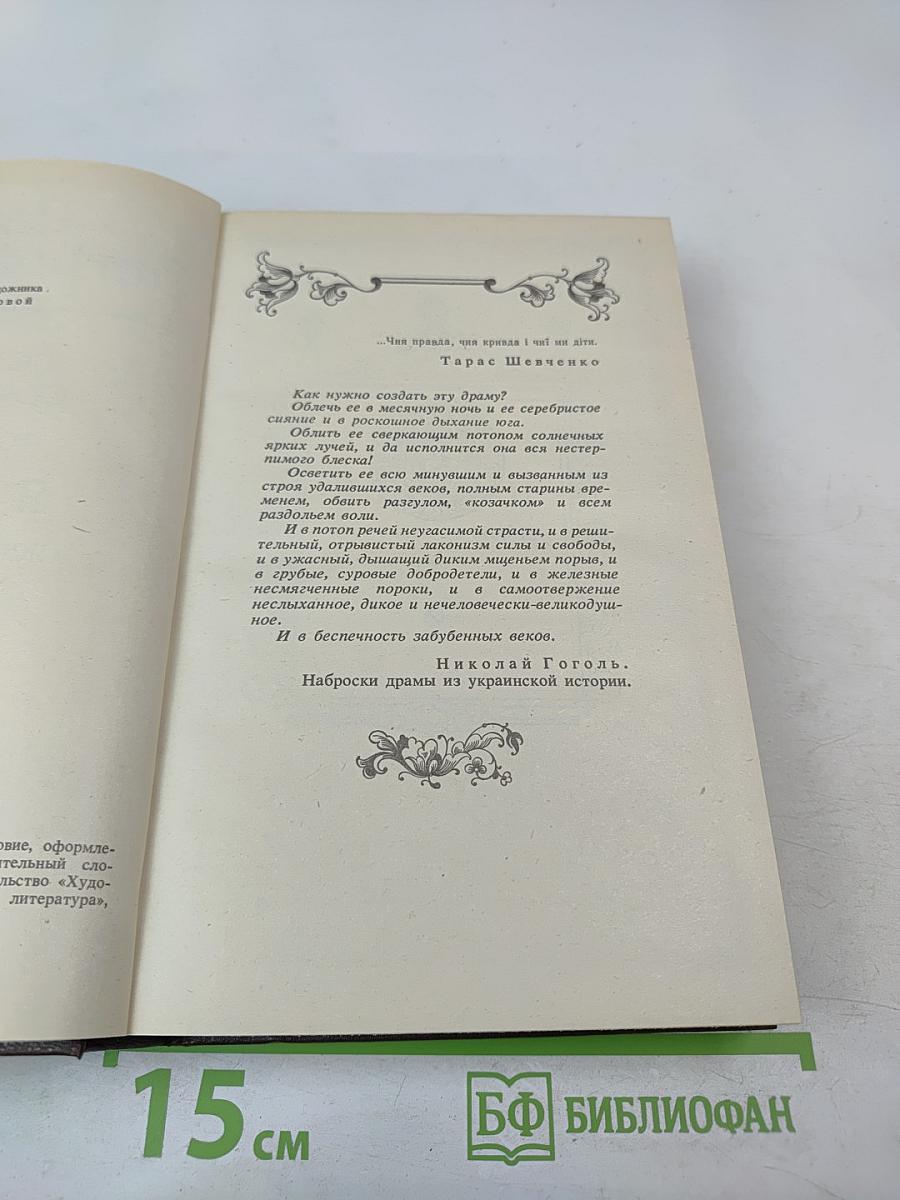 дожника.
овой
овие, оформле-
тельный сло-
льство «Худо-
литература»,
...Чия правда, чия кривда і чиї ми діти.
Тарас Шевченко
Как нужно создать эту драму?
Облечь ее в месячную ночь и ее серебристое
сияние и в роскошное дыхание юга.
Облить ее сверкающим потопом солнечных
ярких лучей, и да исполнится она вся нестер-
пимого блеска!
Осветить ее всю минувшим и вызванным из
строя удалившихся веков, полным старины вре-
менем, обвить разгулом, «козачком» и всем
раздольем воли.
И в потоп речей неугасимой страсти, и в реши-
тельный, отрывистый лаконизм силы и свободы,
и в ужасный, дышащий диким мщеньем порыв, и
в грубые, суровые добродетели, и в железные
несмягченные пороки, и в самоотвержение
неслыханное, дикое и нечеловечески-великодуш-
ное.
И в беспечность забубенных веков.
Николай Гоголь.
Наброски драмы из украинской истории.
15 см
БФ БИБЛИОФАН